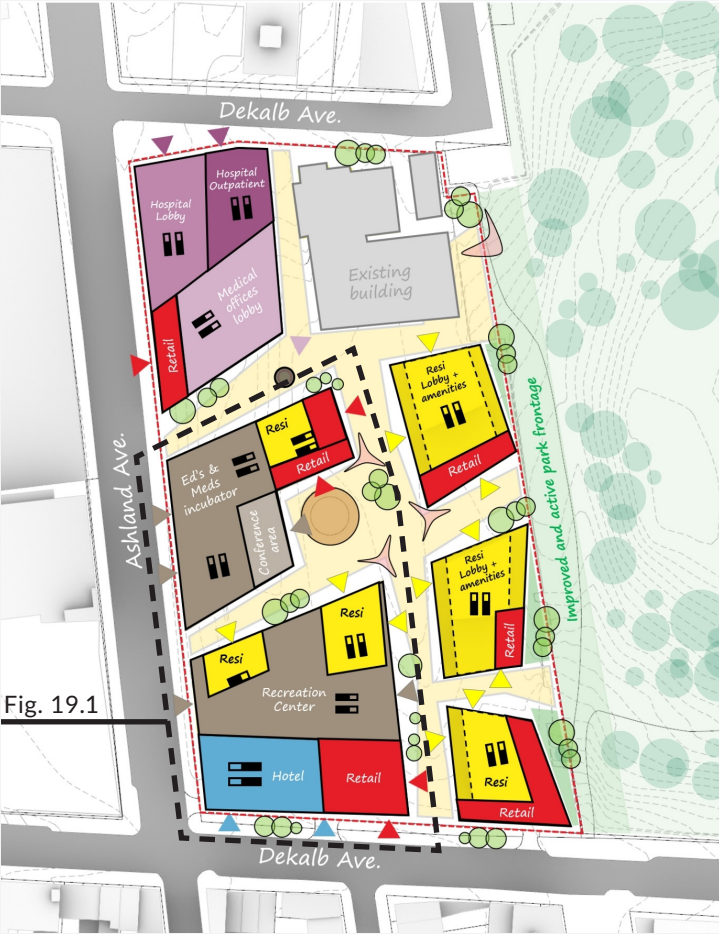 Dekalb Ave.
Hospital
Outpatient
Hospital
Lobby
Medical
offices
lobby
Existing
building
Retail
Resi
Lobby +
amenities
Retail
Resi
Retail
Ed's &
Meds
incubator
Conference
area
Ashland Ave.
Improved and active park frontage
Resi
Lobby +
amenities
Retail
Resi
Resi
Recreation
Center
Fig. 19.1
Hotel
Retail
Resi
Retail
Dekalb Ave.